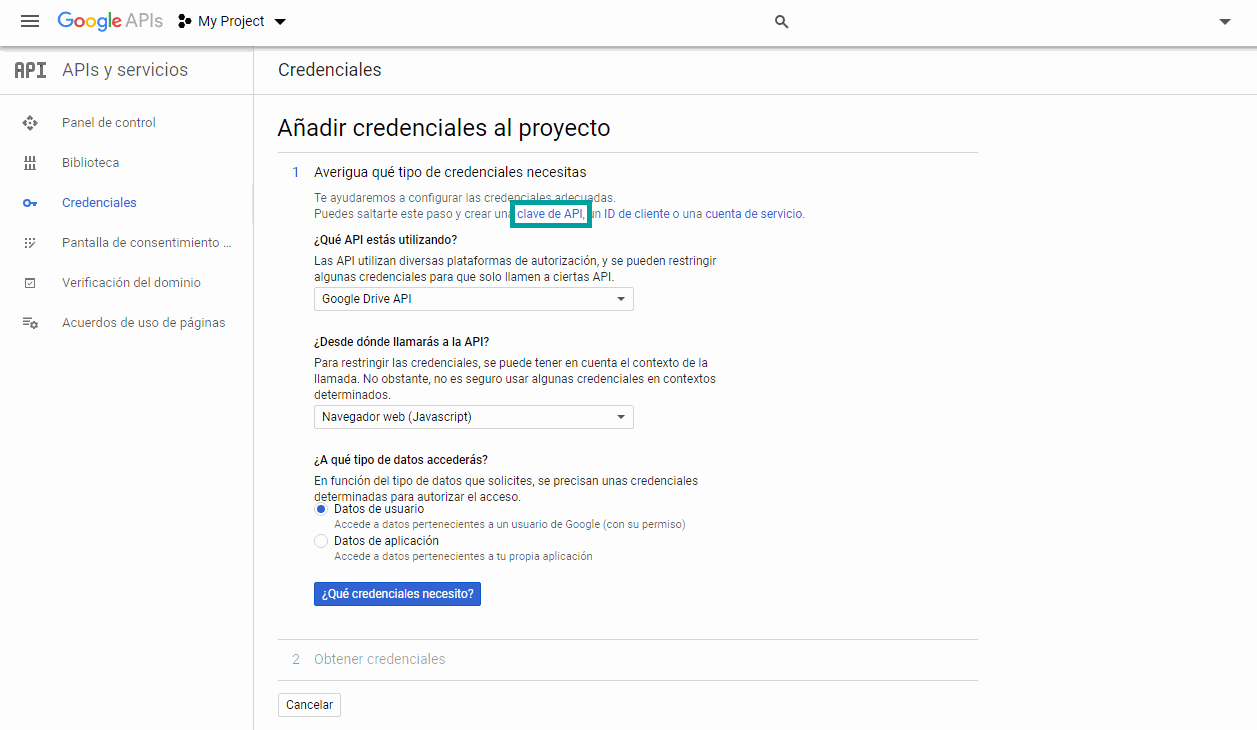 Google APIs My Project
API APIs y servicios
Credenciales
Panel de control
Biblioteca
Credenciales
Pantalla de consentimiento ...
Verificación del dominio
Acuerdos de uso de páginas
Añadir credenciales al proyecto
1 Averigua qué tipo de credenciales necesitas
Te ayudaremos a configurar las credenciales adecuadas.
Puedes saltarte este paso y crear una clave de API, un ID de cliente o una cuenta de servicio.
¿Qué API estás utilizando?
Las API utilizan diversas plataformas de autorización, y se pueden restringir
algunas credenciales para que solo llamen a ciertas API.
Google Drive API
¿Desde dónde llamarás a la API?
Para restringir las credenciales, se puede tener en cuenta el contexto de la
llamada. No obstante, no es seguro usar algunas credenciales en contextos
determinados.
Navegador web (Javascript)
¿A qué tipo de datos accederás?
En función del tipo de datos que solicites, se precisan unas credenciales
determinadas para autorizar el acceso.
Datos de usuario
Accede a datos pertenecientes a un usuario de Google (con su permiso)
Datos de aplicación
Accede a datos pertenecientes a tu propia aplicación
¿Qué credenciales necesito?
2 Obtener credenciales
Cancelar